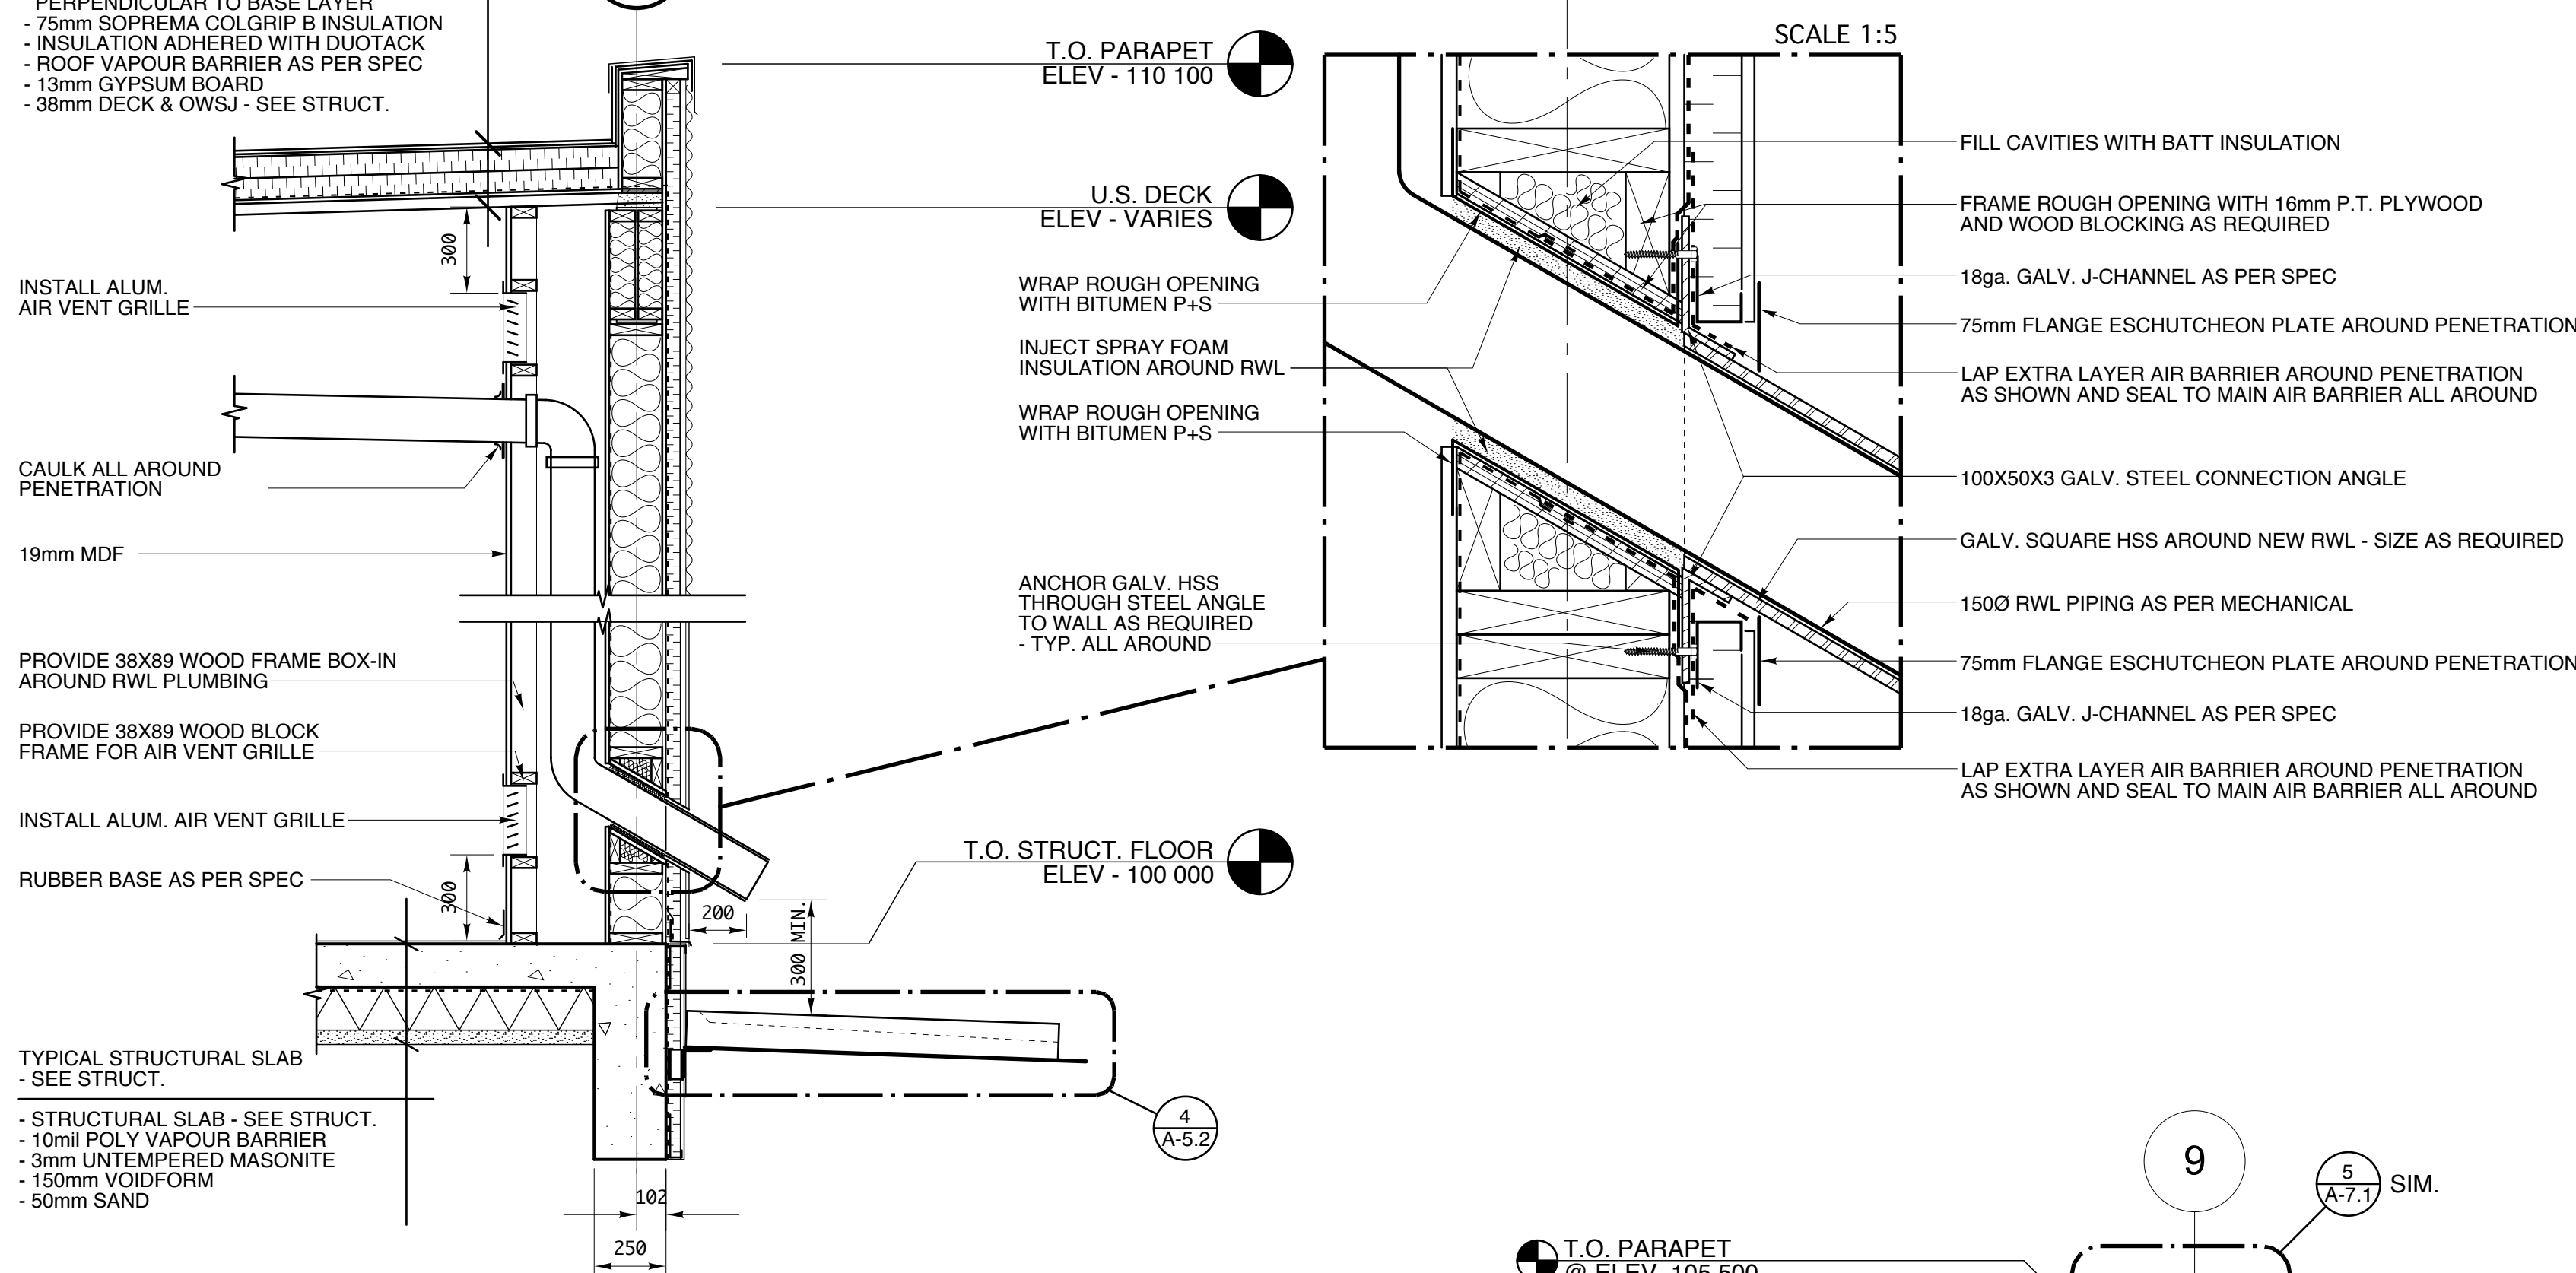 PERPENDICULAR TO BASE LAYER
- 75mm SOPREMA COLGRIP B INSULATION
- INSULATION ADHERED WITH DUOTACK
- ROOF VAPOUR BARRIER AS PER SPEC
- 13mm GYPSUM BOARD
- 38mm DECK & OWSJ - SEE STRUCT.
T.O. PARAPET
ELEV - 110 100
U.S. DECK
ELEV - VARIES
300
INSTALL ALUM.
AIR VENT GRILLE
CAULK ALL AROUND
PENETRATION
19mm MDF
PROVIDE 38X89 WOOD FRAME BOX-IN
AROUND RWL PLUMBING
PROVIDE 38X89 WOOD BLOCK
FRAME FOR AIR VENT GRILLE
INSTALL ALUM. AIR VENT GRILLE
RUBBER BASE AS PER SPEC
300
T.O. STRUCT. FLOOR
ELEV - 100 000
200
300 MIN.
TYPICAL STRUCTURAL SLAB
- SEE STRUCT.
- STRUCTURAL SLAB - SEE STRUCT.
- 10mil POLY VAPOUR BARRIER
- 3mm UNTEMPERED MASONITE
- 150mm VOIDFORM
- 50mm SAND
102
250
4
A-5.2
SCALE 1:5
WRAP ROUGH OPENING
WITH BITUMEN P+S
INJECT SPRAY FOAM
INSULATION AROUND RWL
WRAP ROUGH OPENING
WITH BITUMEN P+S
ANCHOR GALV. HSS
THROUGH STEEL ANGLE
TO WALL AS REQUIRED
- TYP. ALL AROUND
FILL CAVITIES WITH BATT INSULATION
FRAME ROUGH OPENING WITH 16mm P.T. PLYWOOD
AND WOOD BLOCKING AS REQUIRED
18ga. GALV. J-CHANNEL AS PER SPEC
75mm FLANGE ESCHUTCHEON PLATE AROUND PENETRATION
LAP EXTRA LAYER AIR BARRIER AROUND PENETRATION
AS SHOWN AND SEAL TO MAIN AIR BARRIER ALL AROUND
100X50X3 GALV. STEEL CONNECTION ANGLE
GALV. SQUARE HSS AROUND NEW RWL - SIZE AS REQUIRED
150Ø RWL PIPING AS PER MECHANICAL
75mm FLANGE ESCHUTCHEON PLATE AROUND PENETRATION
18ga. GALV. J-CHANNEL AS PER SPEC
LAP EXTRA LAYER AIR BARRIER AROUND PENETRATION
AS SHOWN AND SEAL TO MAIN AIR BARRIER ALL AROUND
9
5
A-7.1
SIM.
T.O. PARAPET
@ ELEV. 105 500